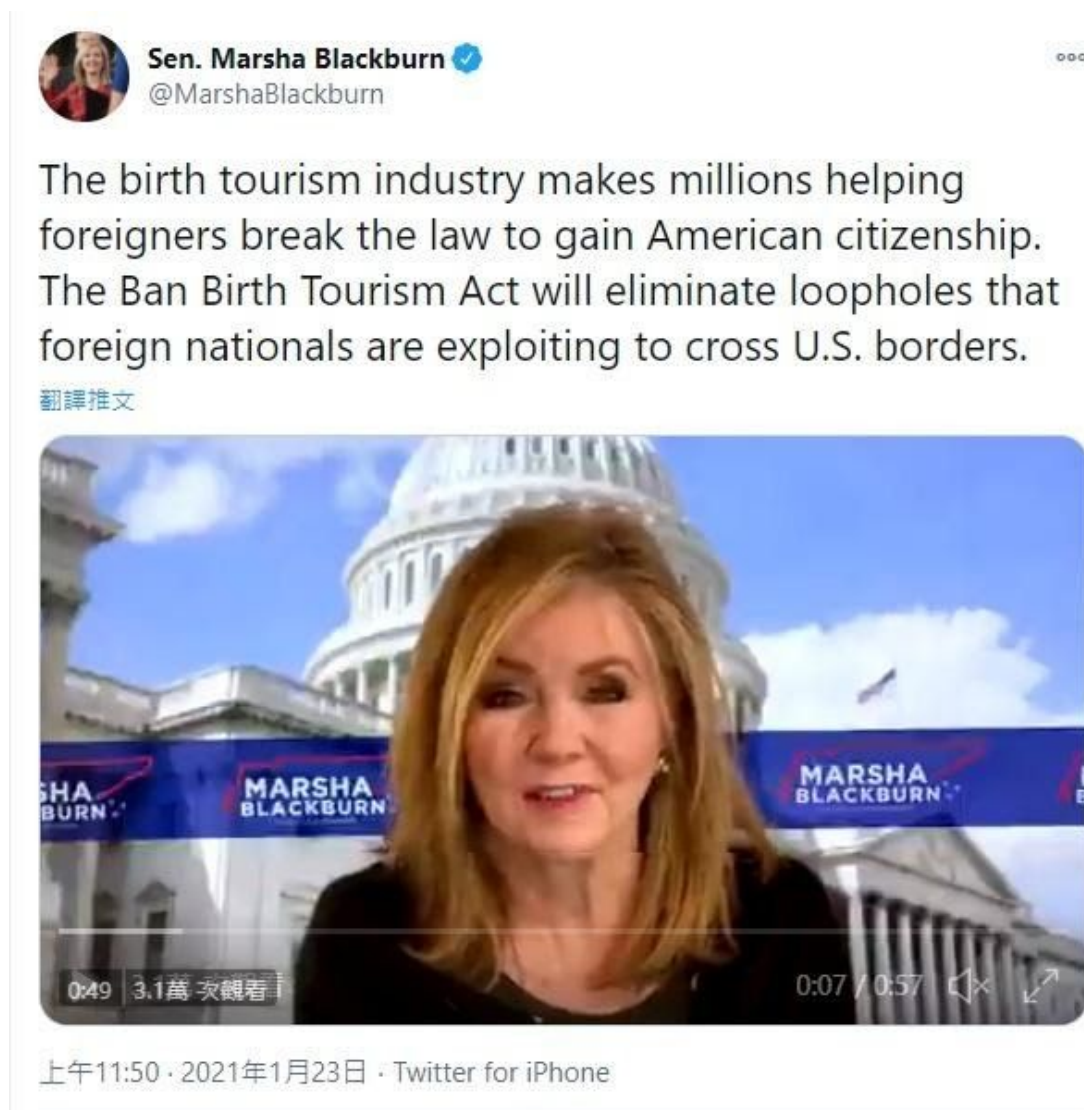 Sen. Marsha Blackburn
@MarshaBlackburn
The birth tourism industry makes millions helping
foreigners break the law to gain American citizenship.
The Ban Birth Tourism Act will eliminate loopholes that
foreign nationals are exploiting to cross U.S. borders.
翻譯推文
SHA
BURN
MARSHA
BLACKBURN
MARSHA
BLACKBURN
0:49 3.1萬 次觀看
0:07 / 0:57
上午11:50 · 2021年1月23日 · Twitter for iPhone